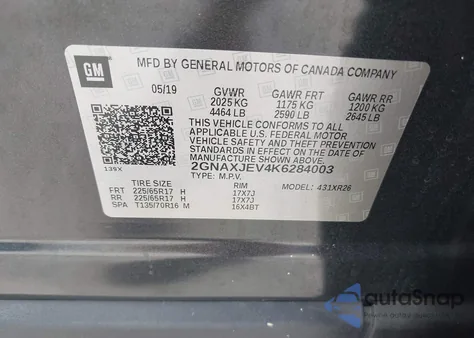 GM
MFD BY GENERAL MOTORS OF CANADA COMPANY
05/19 GVWR GAWR FRT GAWR RR
2025 KG 1175 KG 1200 KG
4464 LB 2590 LB 2645 LB
THIS VEHICLE CONFORMS TO ALL APPLICABLE
U.S. FEDERAL MOTOR VEHICLE SAFETY, BUMPER,
AND THEFT PREVENTION STANDARDS IN
EFFECT ON THE DATE OF MANUFACTURE
SHOWN ABOVE.
2GNAXJEV4K6284003
139X TYPE: M.P.V. MODEL: 431XR26
TIRE SIZE RIM
FRT 225/65R17 H 17X7J
RR 225/65R17 H 17X7J
SPA T135/70R16 M 16X4BT
autoSnap